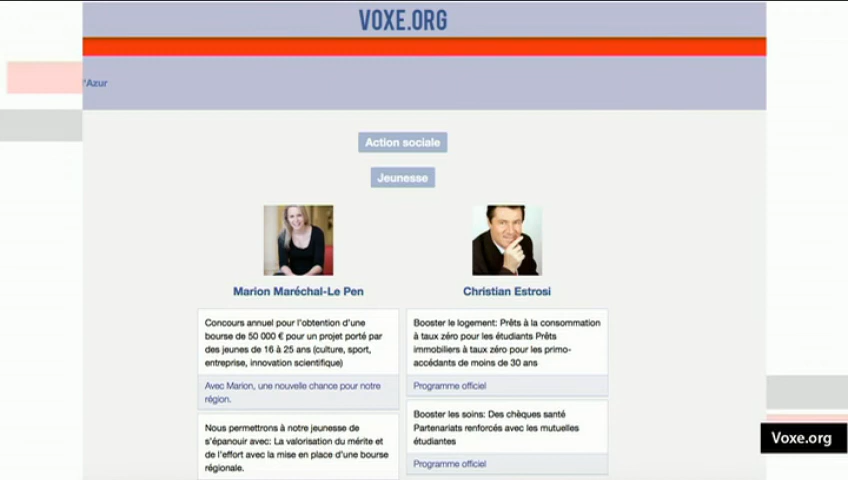 VOXE.ORG
'Azur
Action sociale
Jeunesse
Marion Maréchal-Le Pen
Concours annuel pour l'obtention d'une
bourse de 50 000 € pour un projet porté par
des jeunes de 16 à 25 ans (culture, sport,
entreprise, innovation scientifique)
Avec Marion, une nouvelle chance pour notre
région.
Nous permettrons à notre jeunesse de
s'épanouir avec: La valorisation du mérite et
de l'effort avec la mise en place d'une bourse
régionale.
Christian Estrosi
Booster le logement: Prêts à la consommation
à taux zéro pour les étudiants Prêts
immobiliers à taux zéro pour les primo-
accédants de moins de 30 ans
Programme officiel
Booster les soins: Des chèques santé
Partenariats renforcés avec les mutuelles
étudiantes
Programme officiel
Voxe.org